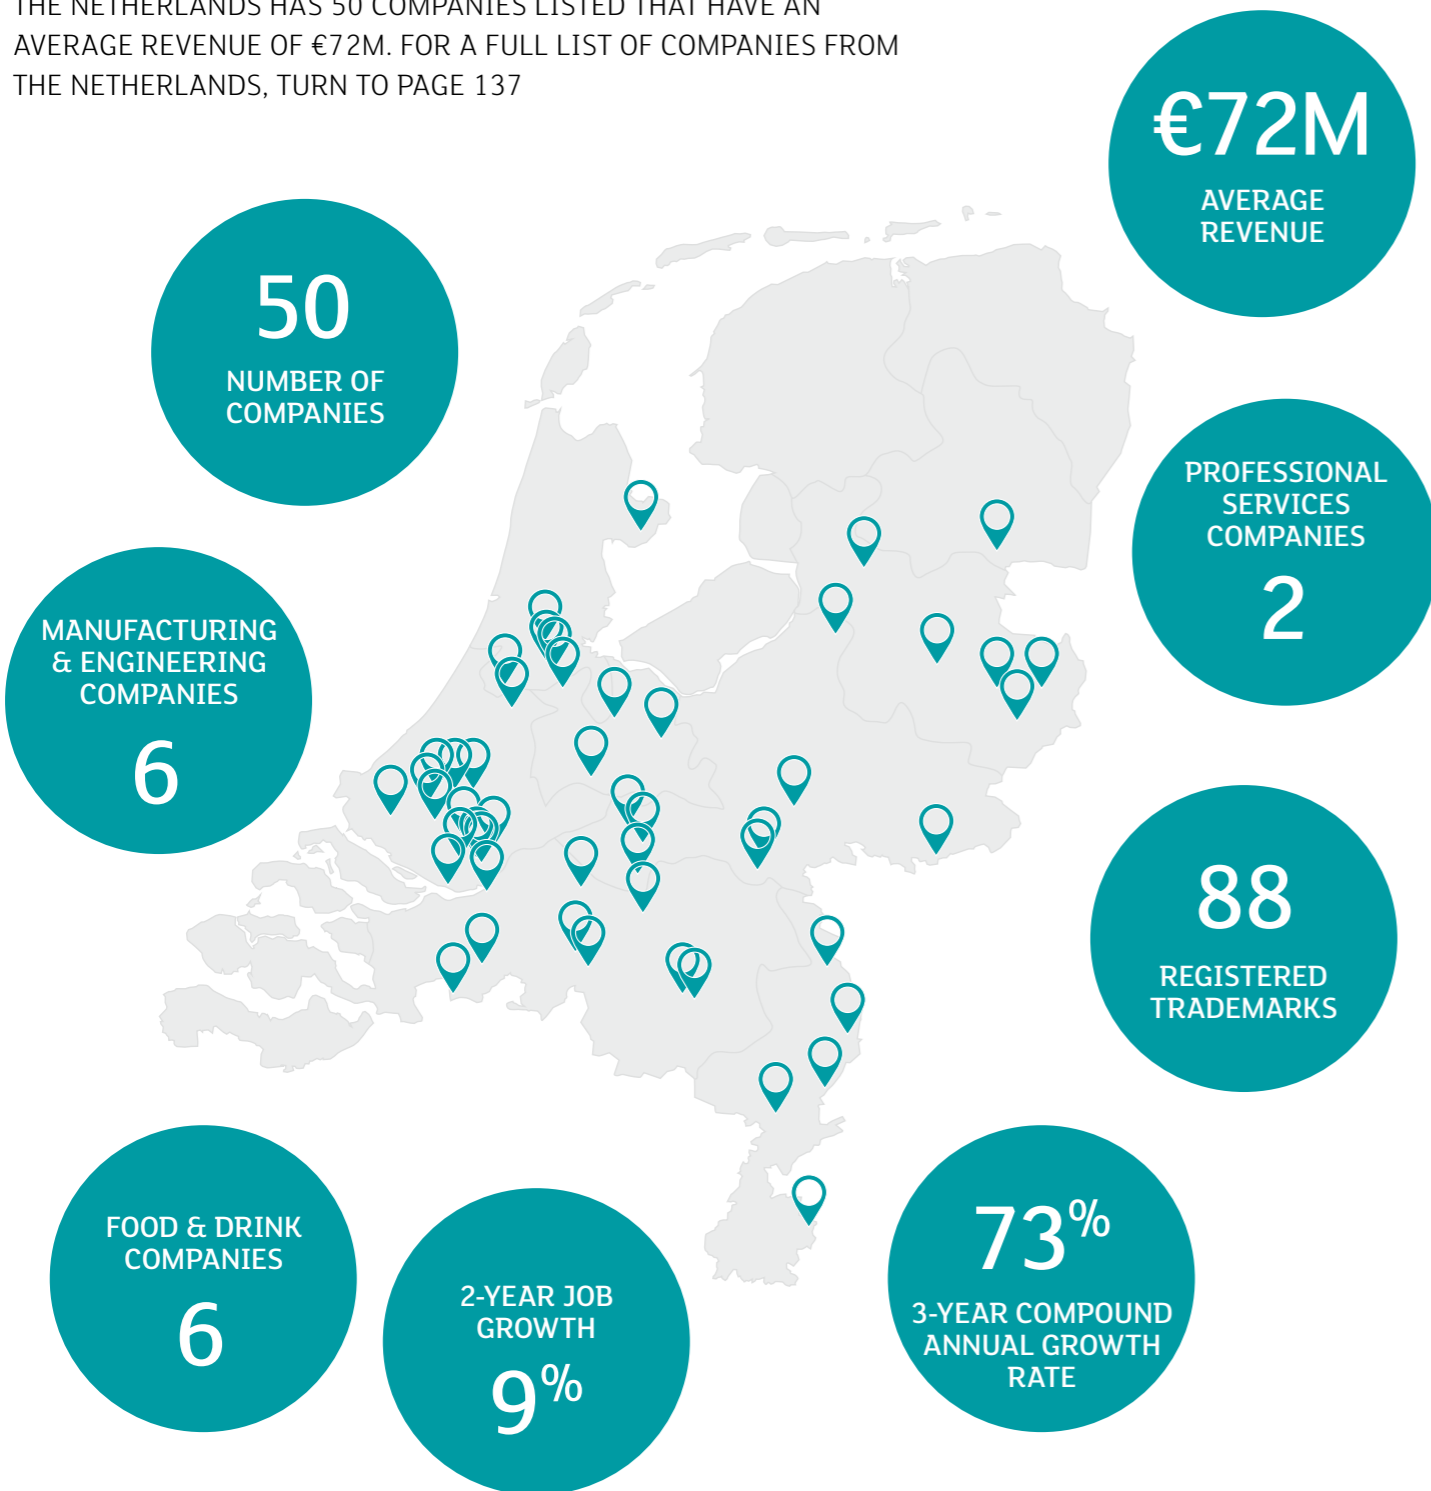 THE NETHERLANDS HAS 50 COMPANIES LISTED THAT HAVE AN
AVERAGE REVENUE OF €72M. FOR A FULL LIST OF COMPANIES FROM
THE NETHERLANDS, TURN TO PAGE 137
€72M
AVERAGE
REVENUE
50
NUMBER OF
COMPANIES
PROFESSIONAL
SERVICES
COMPANIES
2
MANUFACTURING
& ENGINEERING
COMPANIES
6
88
REGISTERED
TRADEMARKS
FOOD & DRINK
COMPANIES
6
2-YEAR JOB
GROWTH
9%
73%
3-YEAR COMPOUND
ANNUAL GROWTH
RATE